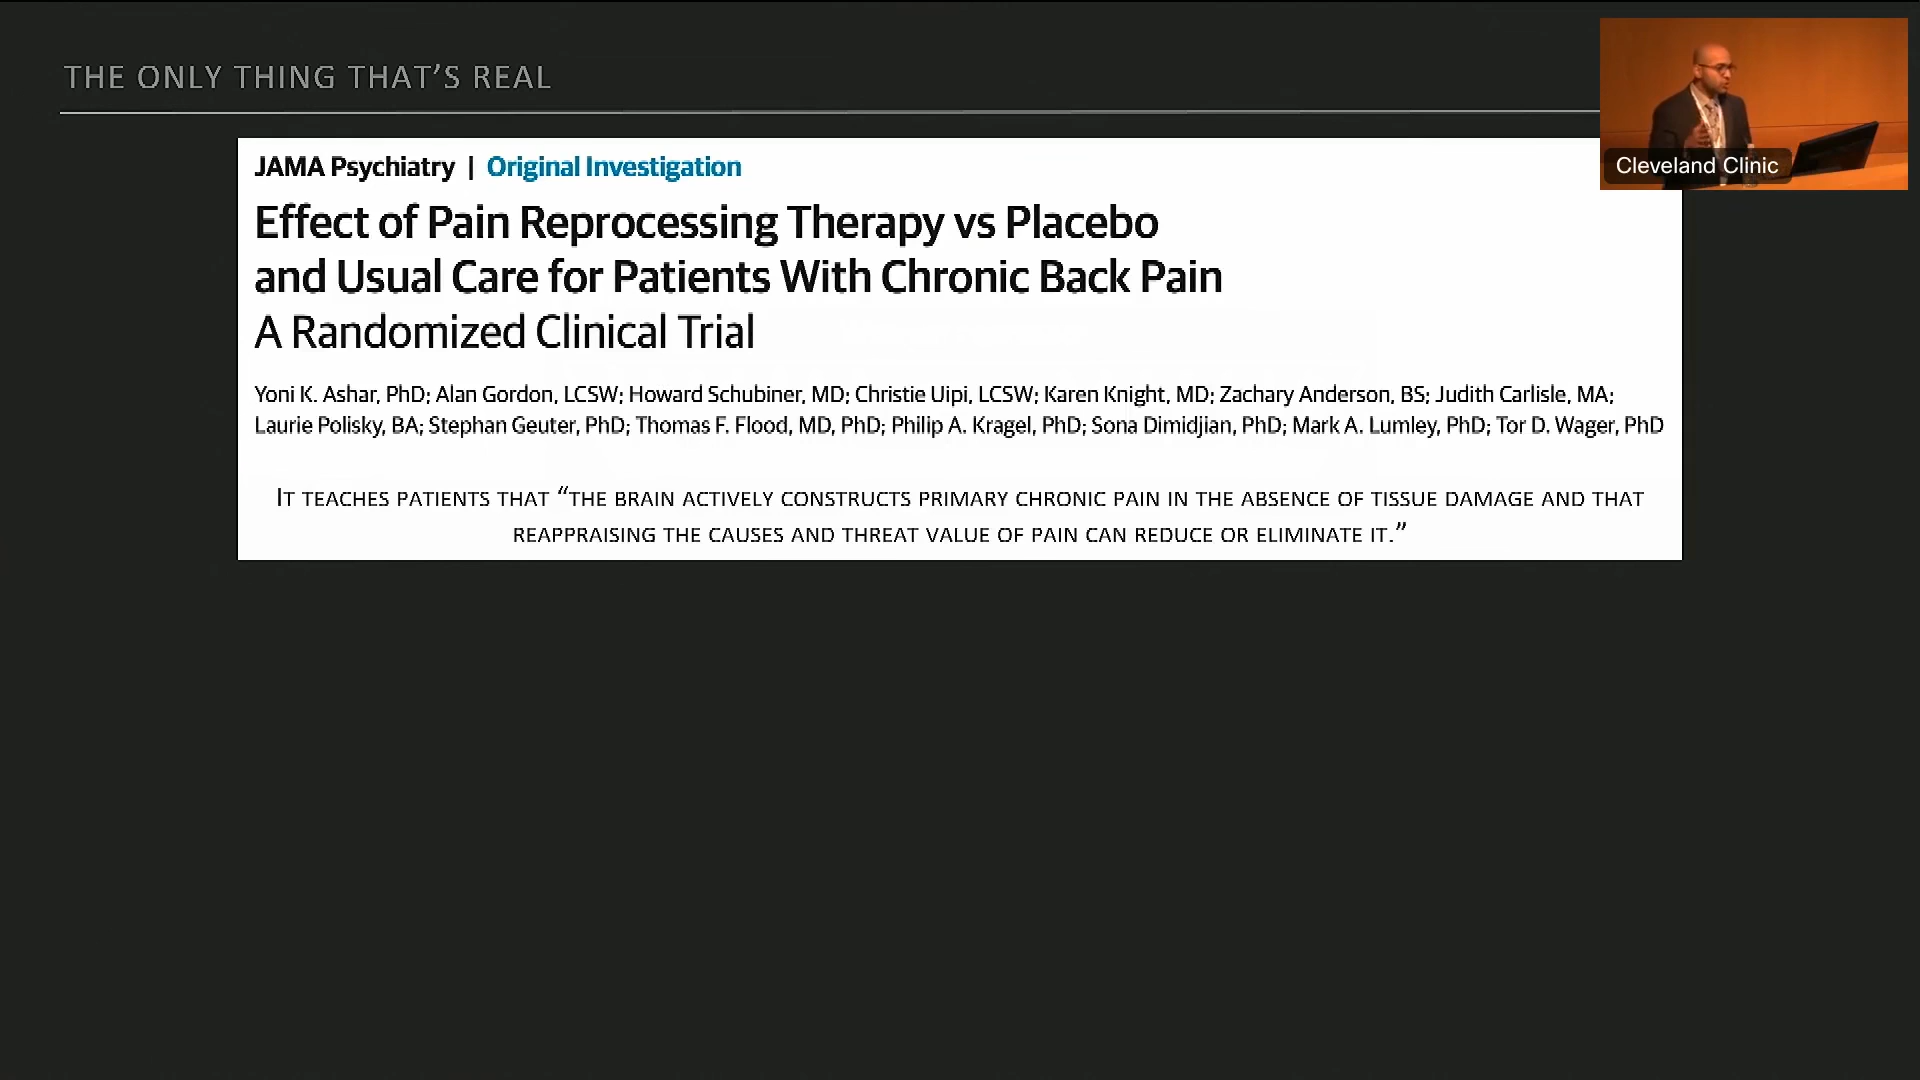 THE ONLY THING THAT'S REAL
Cleveland Clinic
JAMA Psychiatry | Original Investigation
Effect of Pain Reprocessing Therapy vs Placebo
and Usual Care for Patients With Chronic Back Pain
A Randomized Clinical Trial
Yoni K. Ashar, PhD; Alan Gordon, LCSW; Howard Schubiner, MD; Christie Uipi, LCSW; Karen Knight, MD; Zachary Anderson, BS; Judith Carlisle, MA;
Laurie Polisky, BA; Stephan Geuter, PhD; Thomas F. Flood, MD, PhD; Philip A. Kragel, PhD; Sona Dimidjian, PhD; Mark A. Lumley, PhD; Tor D. Wager, PhD
IT TEACHES PATIENTS THAT “THE BRAIN ACTIVELY CONSTRUCTS PRIMARY CHRONIC PAIN IN THE ABSENCE OF TISSUE DAMAGE AND THAT
REAPPRAISING THE CAUSES AND THREAT VALUE OF PAIN CAN REDUCE OR ELIMINATE IT.”